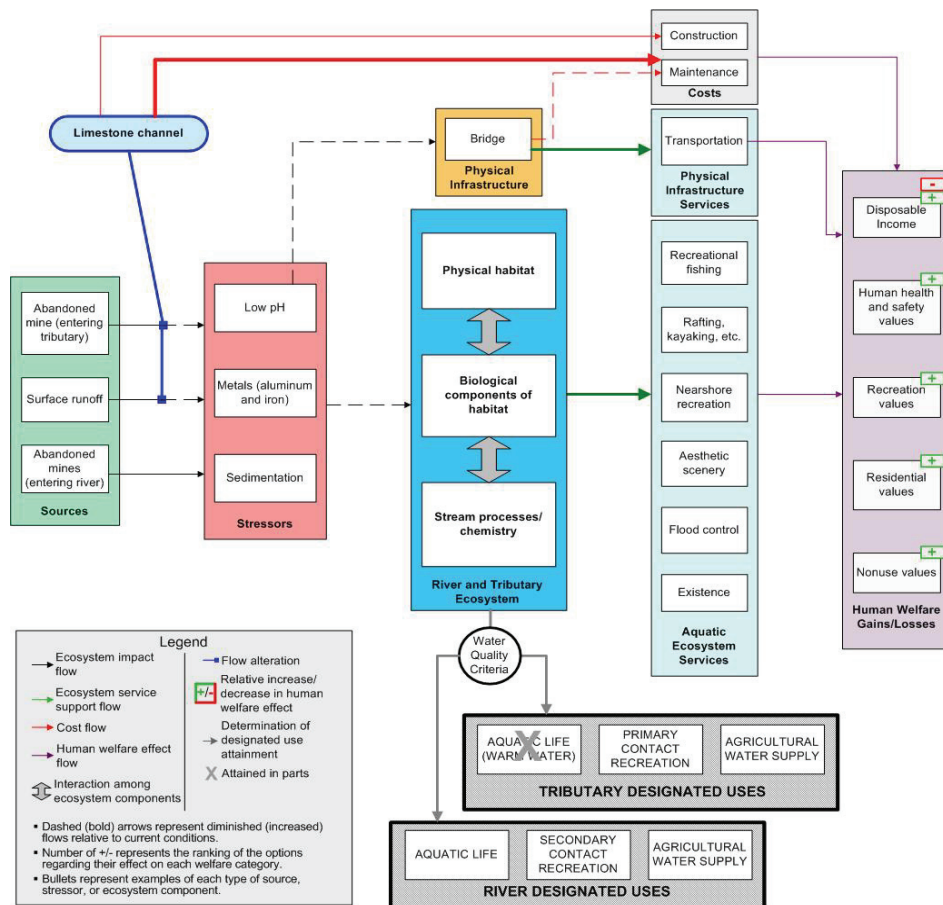 Construction
Maintenance
Costs
Limestone channel
Bridge
Physical
Infrastructure
Transportation
Physical
Infrastructure
Services
-
+
Disposable
Income
+
Human health
and safety
values
+
Recreation
values
+
Residential
values
+
Nonuse values
Human Welfare
Gains/Losses
Abandoned
mine (entering
tributary)
Surface runoff
Abandoned
mines
(entering river)
Sources
Low pH
Metals (aluminum
and iron)
Sedimentation
Stressors
Physical habitat
Biological
components of
habitat
Stream processes/
chemistry
River and Tributary
Ecosystem
Recreational
fishing
Rafting,
kayaking, etc.
Nearshore
recreation
Aesthetic
scenery
Flood control
Existence
Aquatic
Ecosystem
Services
Water
Quality
Criteria
AQUATIC LIFE
(WARM WATER)
X
PRIMARY
CONTACT
RECREATION
AGRICULTURAL
WATER SUPPLY
TRIBUTARY DESIGNATED USES
AQUATIC LIFE
SECONDARY
CONTACT
RECREATION
AGRICULTURAL
WATER SUPPLY
RIVER DESIGNATED USES
Legend
Ecosystem impact
flow
Ecosystem service
support flow
Cost flow
Human welfare effect
flow
Interaction among
ecosystem components
Flow alteration
+/-
Relative increase/
decrease in human
welfare effect
Determination of
designated use
attainment
X Attained in parts
▪ Dashed (bold) arrows represent diminished (increased)
flows relative to current conditions.
▪ Number of +/- represents the ranking of the options
regarding their effect on each welfare category.
▪ Bullets represent examples of each type of source,
stressor, or ecosystem component.